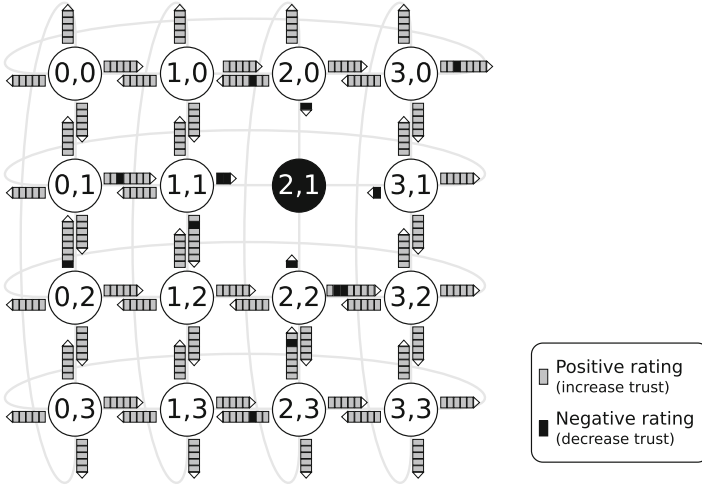 0,0 1,0 2,0 3,0
0,1 1,1 2,1 3,1
0,2 1,2 2,2 3,2
0,3 1,3 2,3 3,3
Positive rating
(increase trust)
Negative rating
(decrease trust)